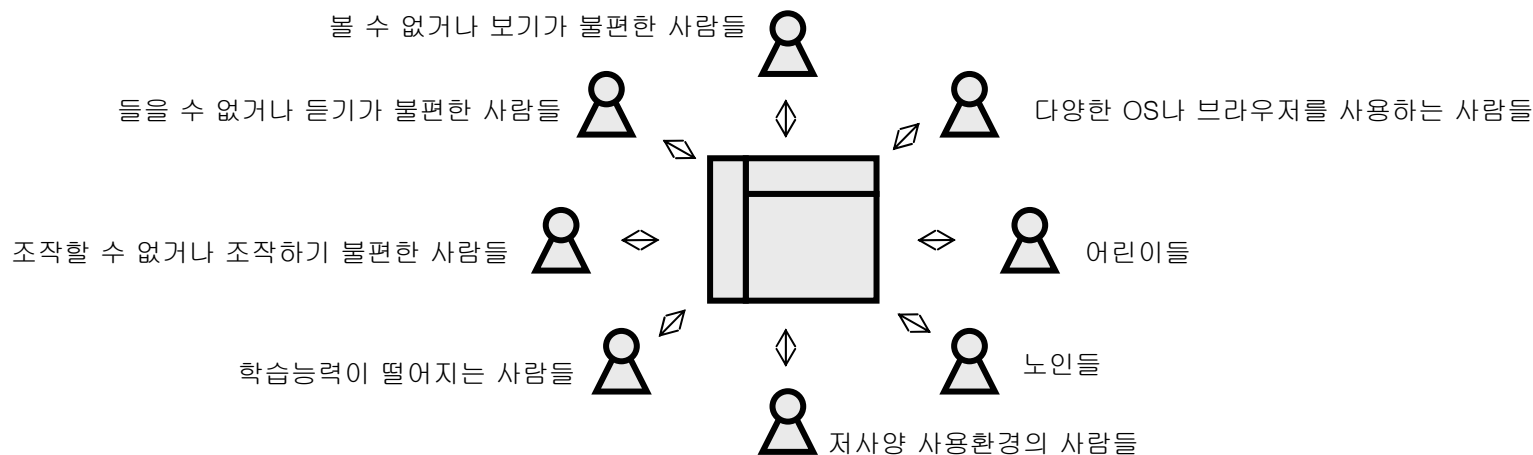 볼 수 없거나 보기가 불편한 사람들
들을 수 없거나 듣기가 불편한 사람들
다양한 OS나 브라우저를 사용하는 사람들
조작할 수 없거나 조작하기 불편한 사람들
어린이들
학습능력이 떨어지는 사람들
노인들
저사양 사용환경의 사람들